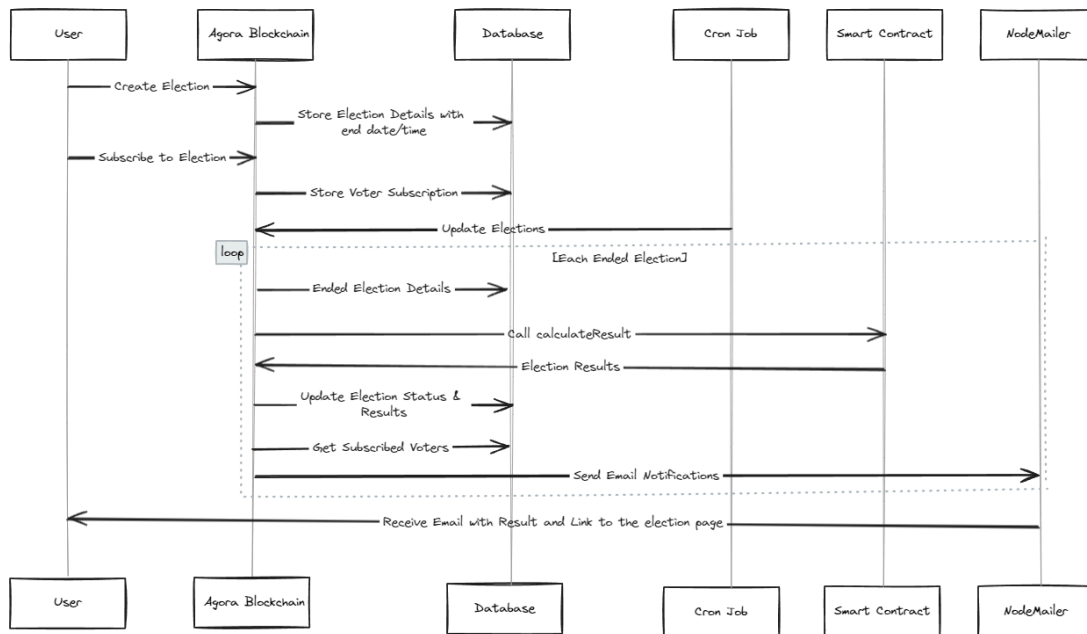 User
Agora Blockchain
Database
Cron Job
Smart Contract
NodeMailer
Create Election
Store Election Details with
end date/time
Subscribe to Election
Store Voter Subscription
Update Elections
loop
[Each Ended Election]
Ended Election Details
Call calculateResult
Election Results
Update Election Status &
Results
Get Subscribed Voters
Send Email Notifications
Receive Email with Result and Link to the election page
User
Agora Blockchain
Database
Cron Job
Smart Contract
NodeMailer